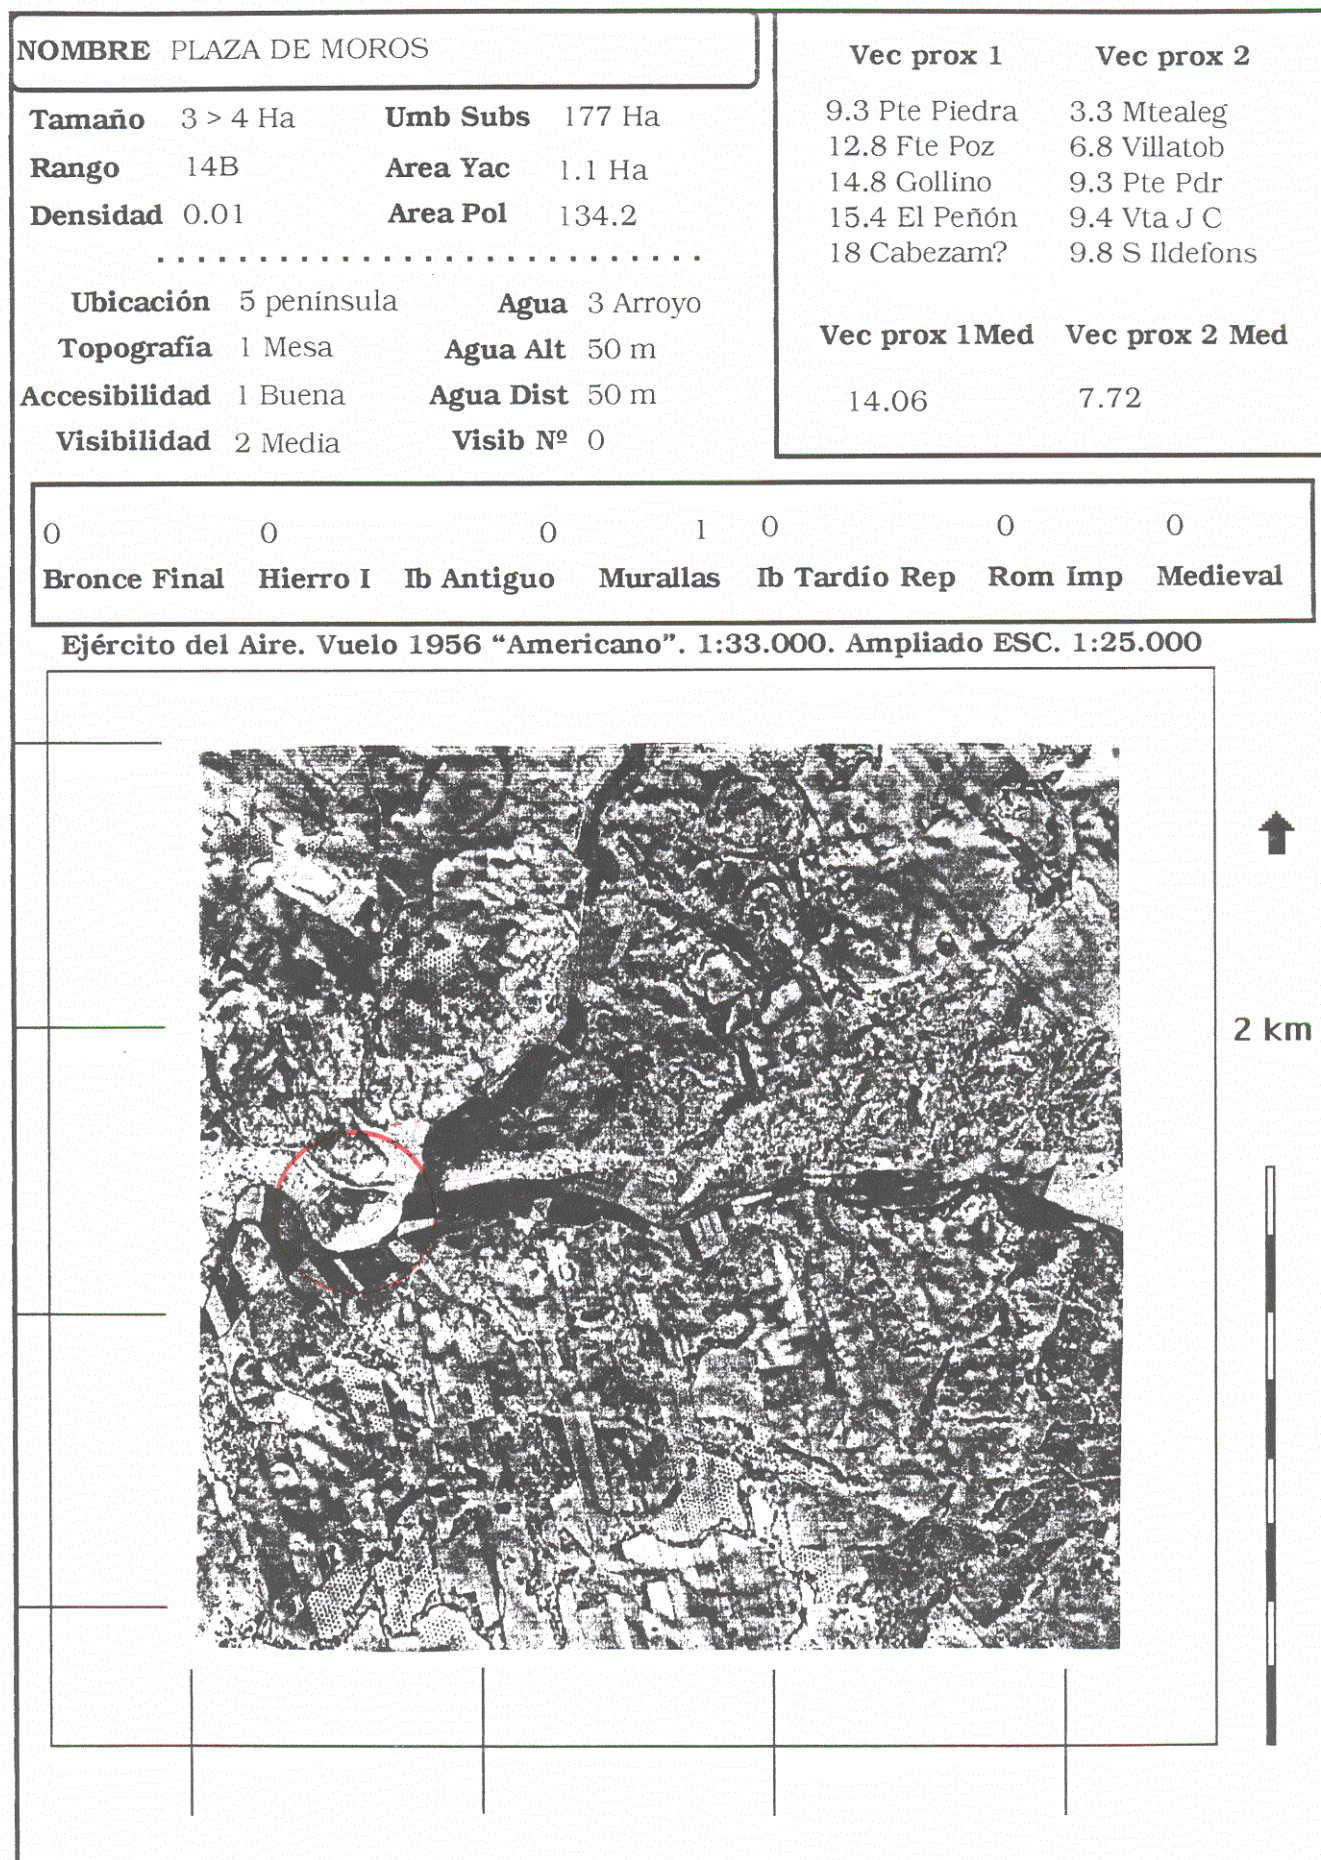 NOMBRE PLAZA DE MOROS
Tamaño 3 > 4 Ha Umb Subs 177 Ha
Rango 14B Area Yac 1.1 Ha
Densidad 0.01 Area Pol 134.2
Ubicación 5 península Agua 3 Arroyo
Topografía 1 Mesa Agua Alt 50 m
Accesibilidad 1 Buena Agua Dist 50 m
Visibilidad 2 Media Visib Nº 0
Vec prox 1 Vec prox 2
9.3 Pte Piedra 3.3 Mtealeg
12.8 Fte Poz 6.8 Villatob
14.8 Gollino 9.3 Pte Pdr
15.4 El Peñón 9.4 Vta J C
18 Cabezam? 9.8 S Ildefons
Vec prox 1Med Vec prox 2 Med
14.06 7.72
0 0 0 1 0 0 0
Bronce Final Hierro I Ib Antiguo Murallas Ib Tardío Rep Rom Imp Medieval
Ejército del Aire. Vuelo 1956 “Americano”. 1:33.000. Ampliado ESC. 1:25.000
2 km